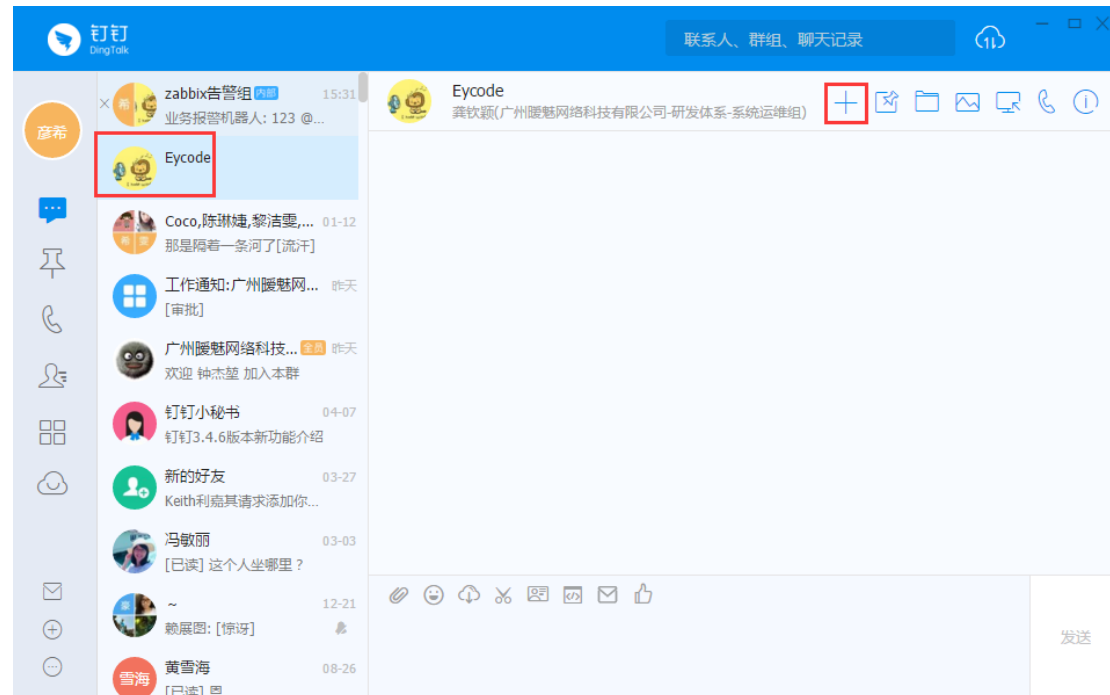 钉钉
DingTalk
联系人、群组、聊天记录
彦希
希
zabbix告警组 内部 15:31
业务报警机器人: 123 @...
Eycode
Coco,陈琳婕,黎洁雯,... 01-12
那是隔着一条河了[流汗]
工作通知:广州暖魅网... 昨天
[审批]
广州暖魅网络科技... 全员 昨天
欢迎 钟杰堃 加入本群
钉钉小秘书 04-07
钉钉3.4.6版本新功能介绍
新的好友 03-27
Keith利嘉其请求添加你...
冯敏丽 03-03
[已读] 这个人坐哪里？
~ 12-21
赖展图: [惊讶]
雪海
黄雪海 08-26
[已读] 恩
Eycode
龚钦颖(广州暖魅网络科技有限公司-研发体系-系统运维组)
发送